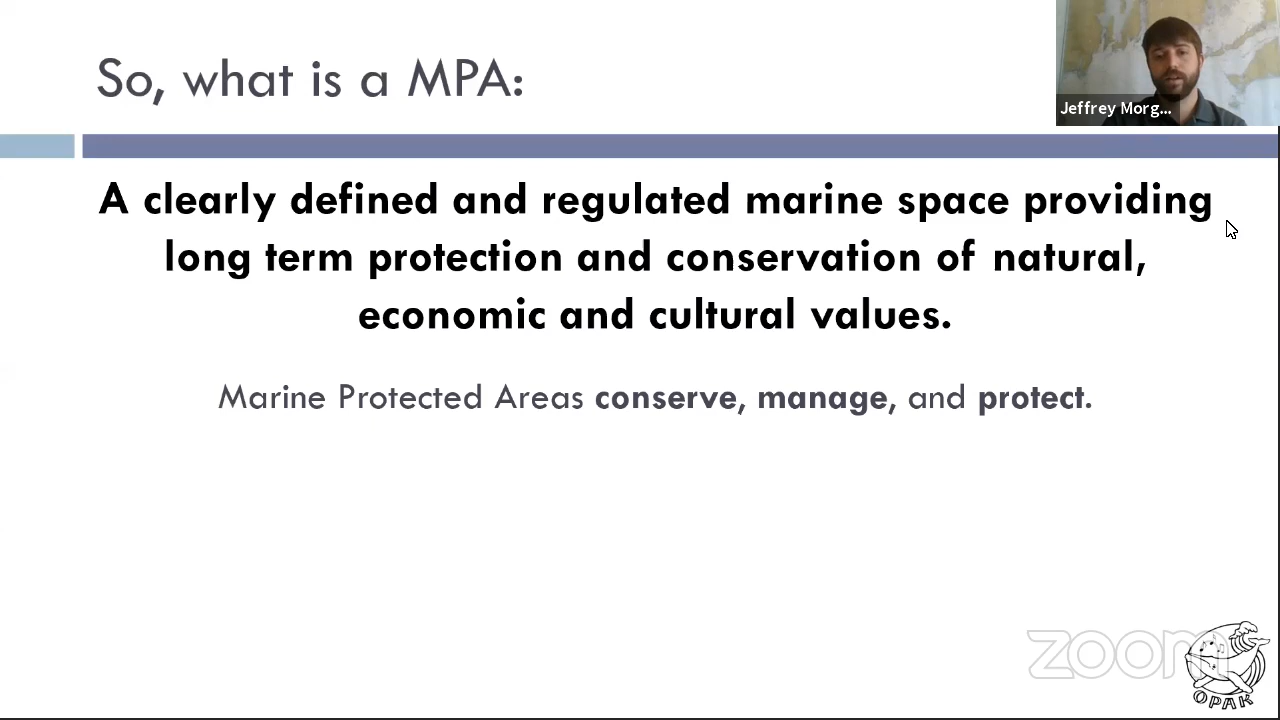 So, what is a MPA:
Jeffrey Morg...
A clearly defined and regulated marine space providing
long term protection and conservation of natural,
economic and cultural values.
Marine Protected Areas conserve, manage, and protect.
zoom
OPAK